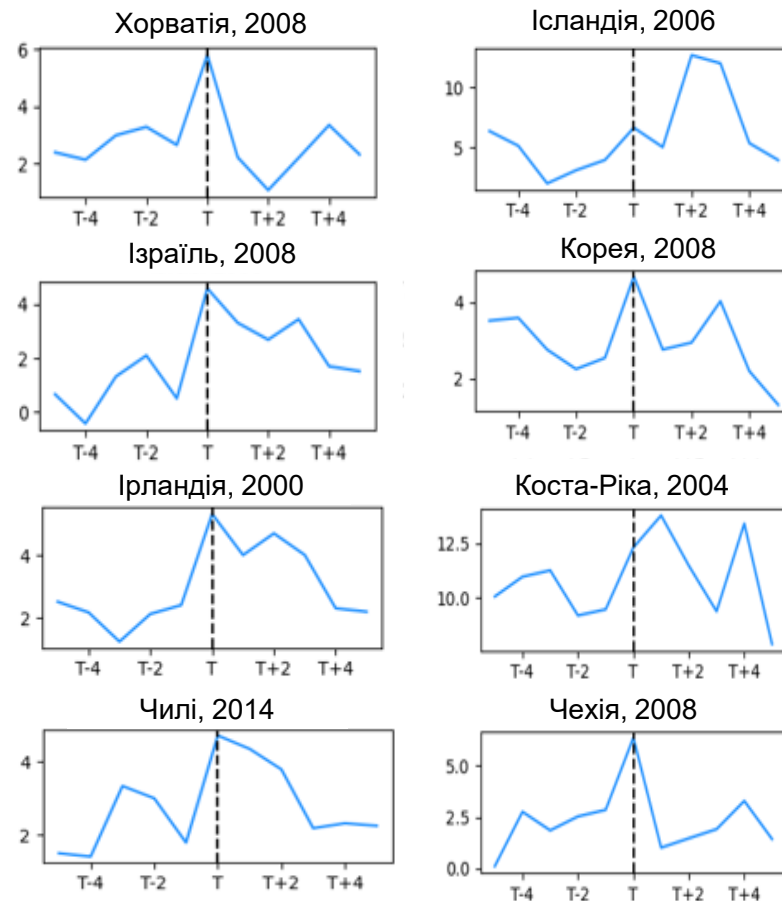 Хорватія, 2008
6
4
2
T-4 T-2 T T+2 T+4
Ісландія, 2006
10
5
T-4 T-2 T T+2 T+4
Ізраїль, 2008
4
2
0
T-4 T-2 T T+2 T+4
Корея, 2008
4
2
T-4 T-2 T T+2 T+4
Ірландія, 2000
4
2
T-4 T-2 T T+2 T+4
Коста-Ріка, 2004
12.5
10.0
T-4 T-2 T T+2 T+4
Чилі, 2014
4
2
T-4 T-2 T T+2 T+4
Чехія, 2008
5.0
2.5
0.0
T-4 T-2 T T+2 T+4